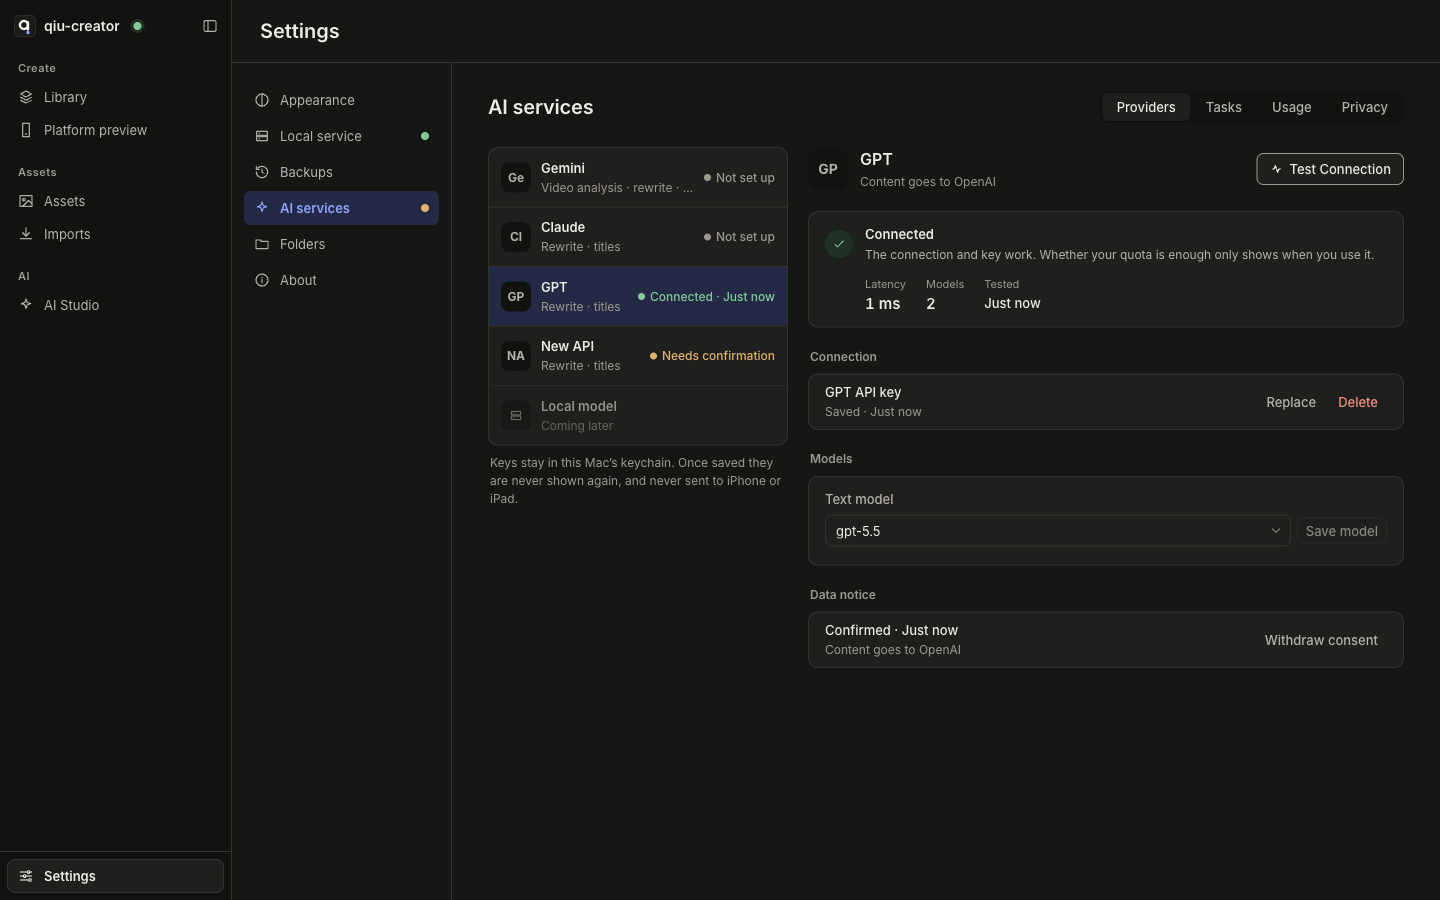 qiu-creator
Create
Library
Platform preview
Assets
Assets
Imports
AI
AI Studio
Settings
Settings
Appearance
Local service
Backups
AI services
Folders
About
AI services
Providers
Tasks
Usage
Privacy
Ge
Gemini
Video analysis · rewrite · ...
Not set up
Cl
Claude
Rewrite · titles
Not set up
GP
GPT
Rewrite · titles
Connected · Just now
NA
New API
Rewrite · titles
Needs confirmation
Local model
Coming later
Keys stay in this Mac’s keychain. Once saved they
are never shown again, and never sent to iPhone or
iPad.
GP
GPT
Content goes to OpenAI
Test Connection
Connected
The connection and key work. Whether your quota is enough only shows when you use it.
Latency
Models
Tested
1 ms
2
Just now
Connection
GPT API key
Saved · Just now
Replace
Delete
Models
Text model
gpt-5.5
Save model
Data notice
Confirmed · Just now
Content goes to OpenAI
Withdraw consent